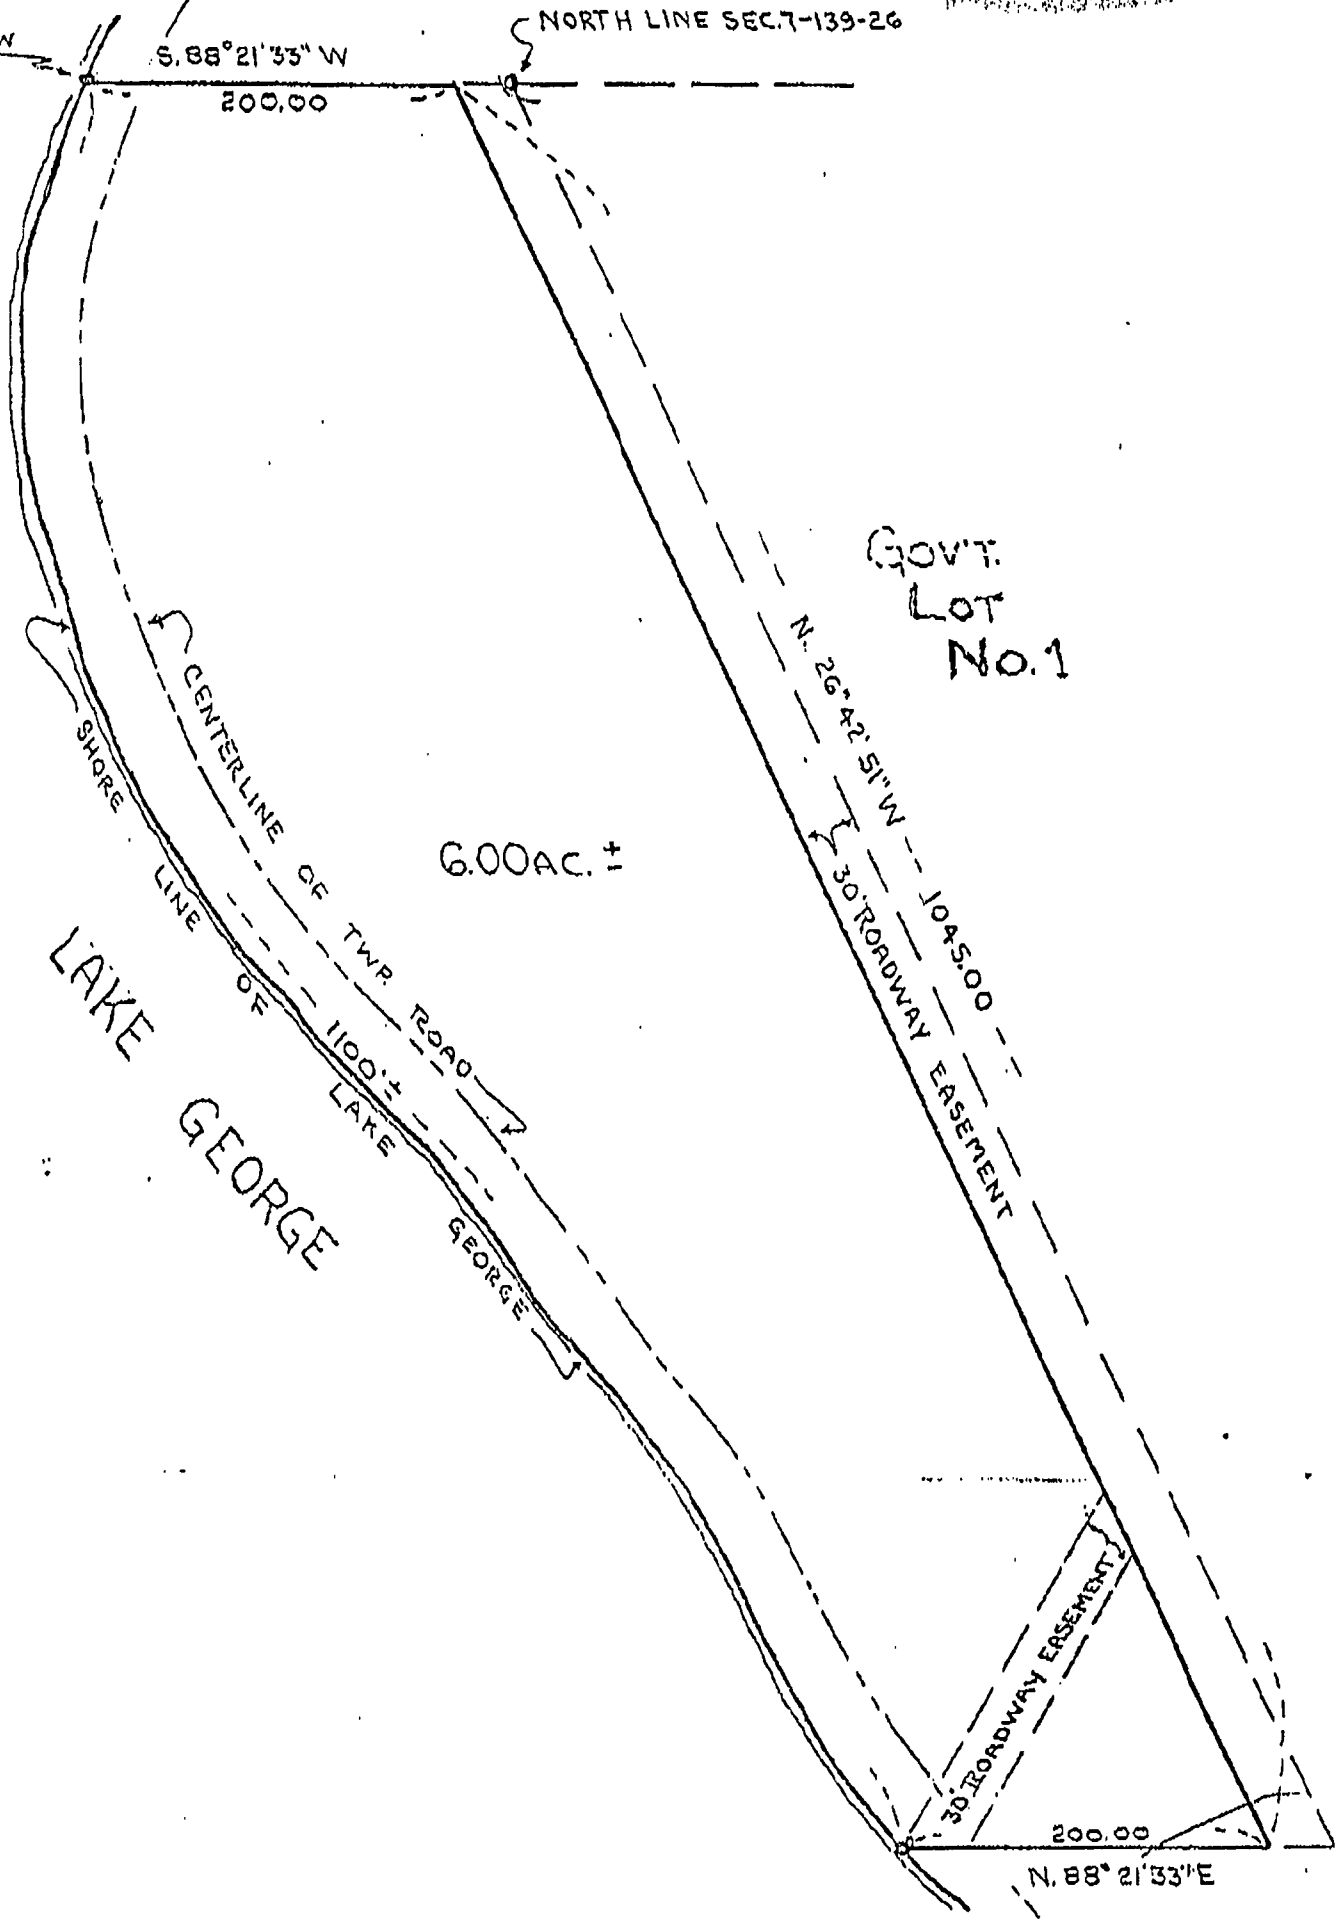 W
NORTH LINE SEC.7-139-26
S. 88° 21' 33" W
200.00
GOV'T.
LOT
No. 1
N. 26° 42' 51" W -- 1045.00
CENTERLINE OF TWP. ROAD
SHORE LINE OF LAKE GEORGE
6.00 AC. ±
30' ROADWAY EASEMENT
1100' ±
LAKE
GEORGE
30' ROADWAY EASEMENT
200.00
N. 88° 21' 33" E